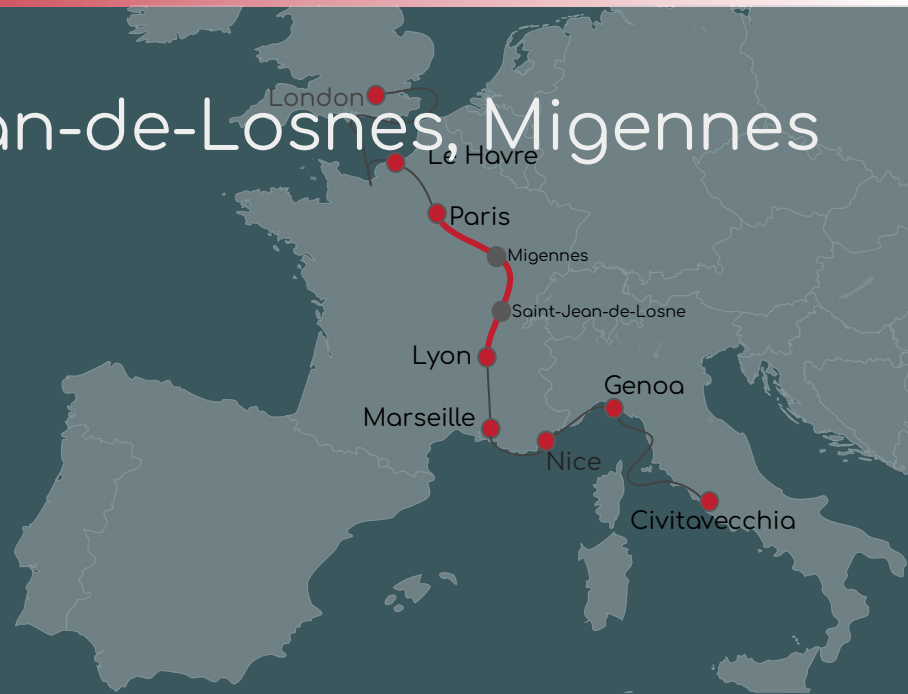 London
an-de-Losnes, Migennes
Le Havre
Paris
Migennes
Saint-Jean-de-Losne
Lyon
Genoa
Marseille
Nice
Civitavecchia